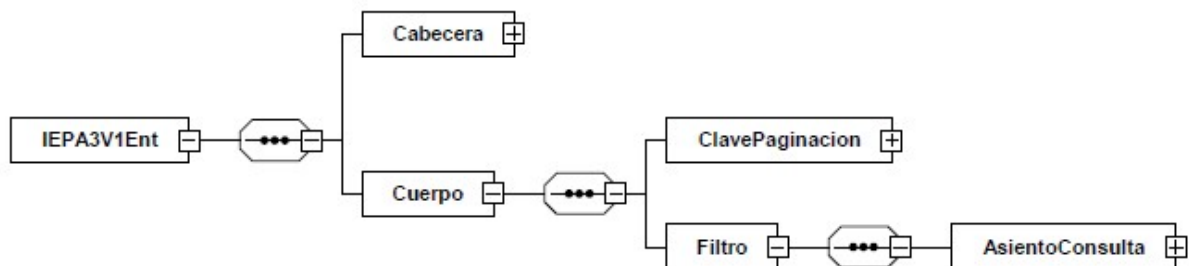 Cabecera
IEPA3V1Ent
ClavePaginacion
Cuerpo
Filtro
AsientoConsulta